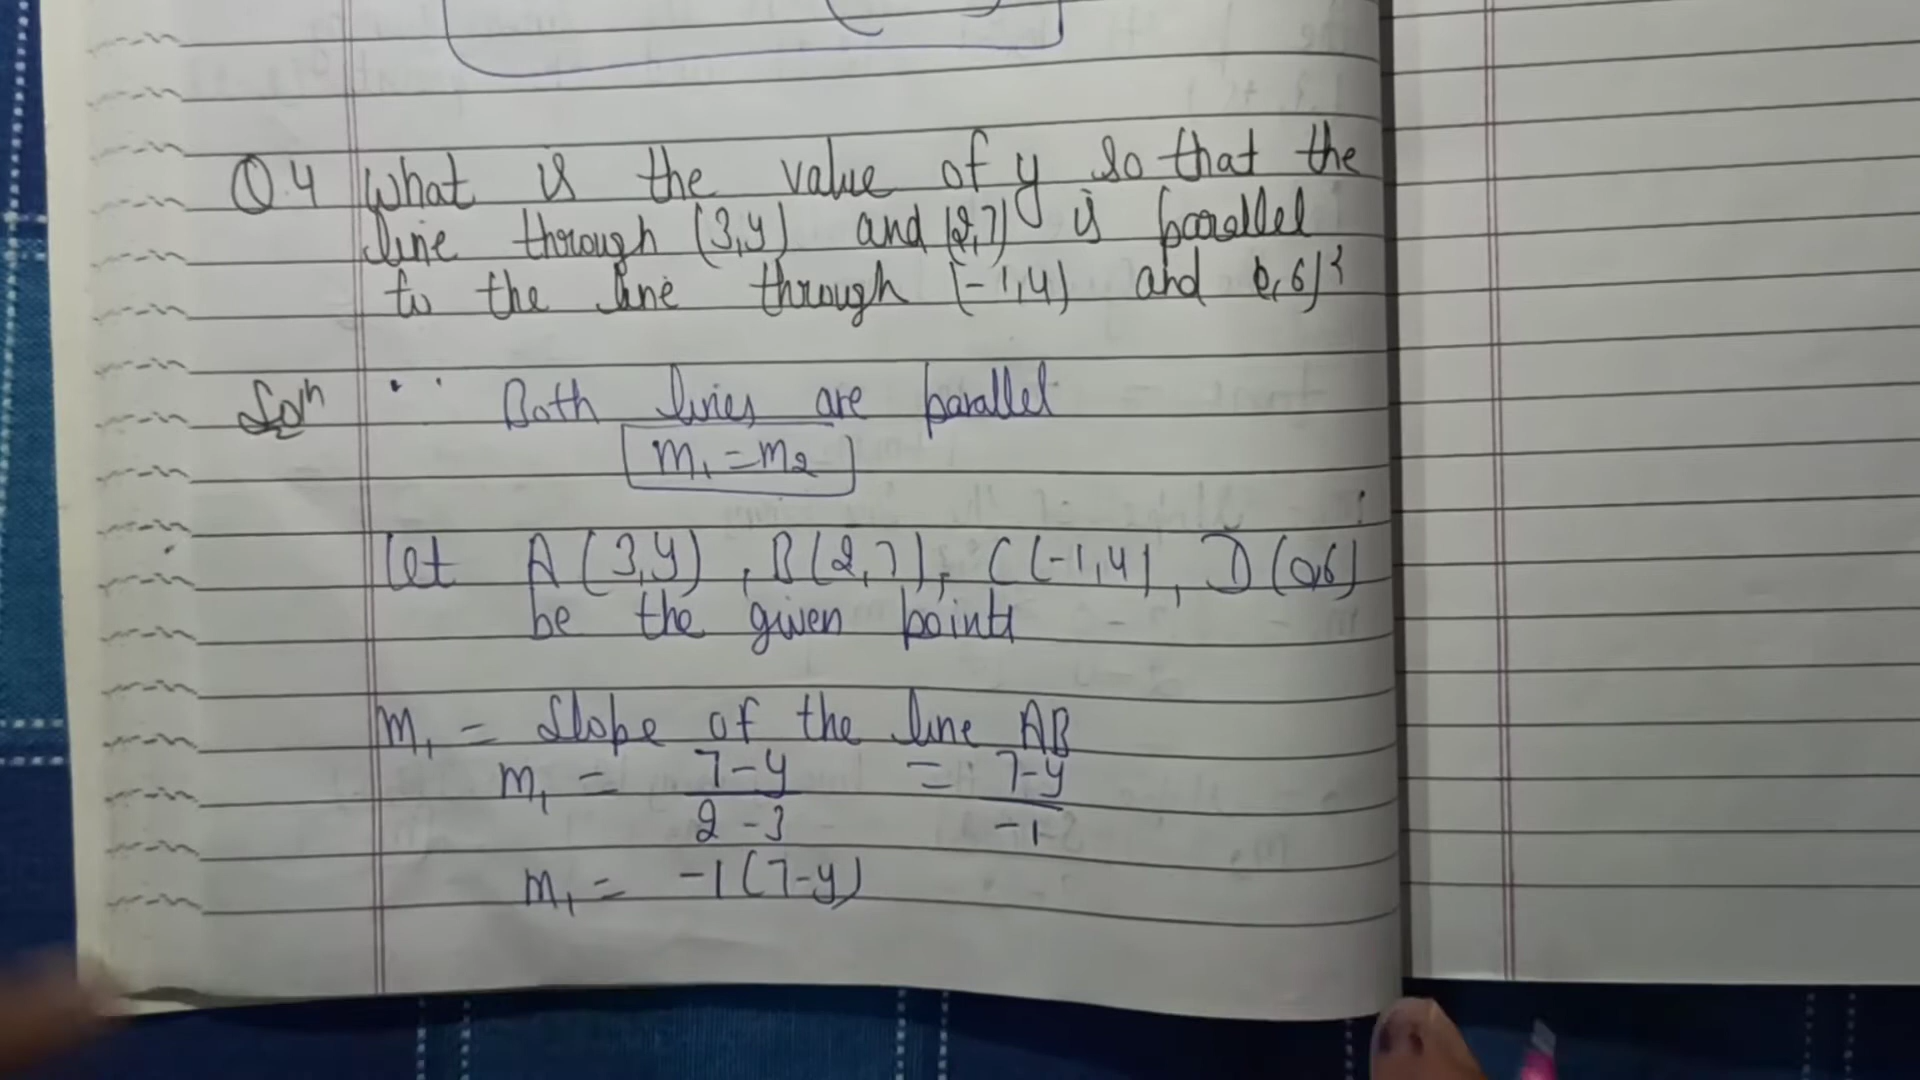 Q.4 What is the value of y so that the
line through (3,y) and (2,7) is parallel
to the line through (-1,4) and (0,6)?
Soln ∵ Both lines are parallel
m₁ = m₂
Let A(3,y), B(2,7), C(-1,4), D(0,6)
be the given points
m₁ = Slope of the line AB
m₁ = 7-y / 2-3 = 7-y / -1
m₁ = -1(7-y)